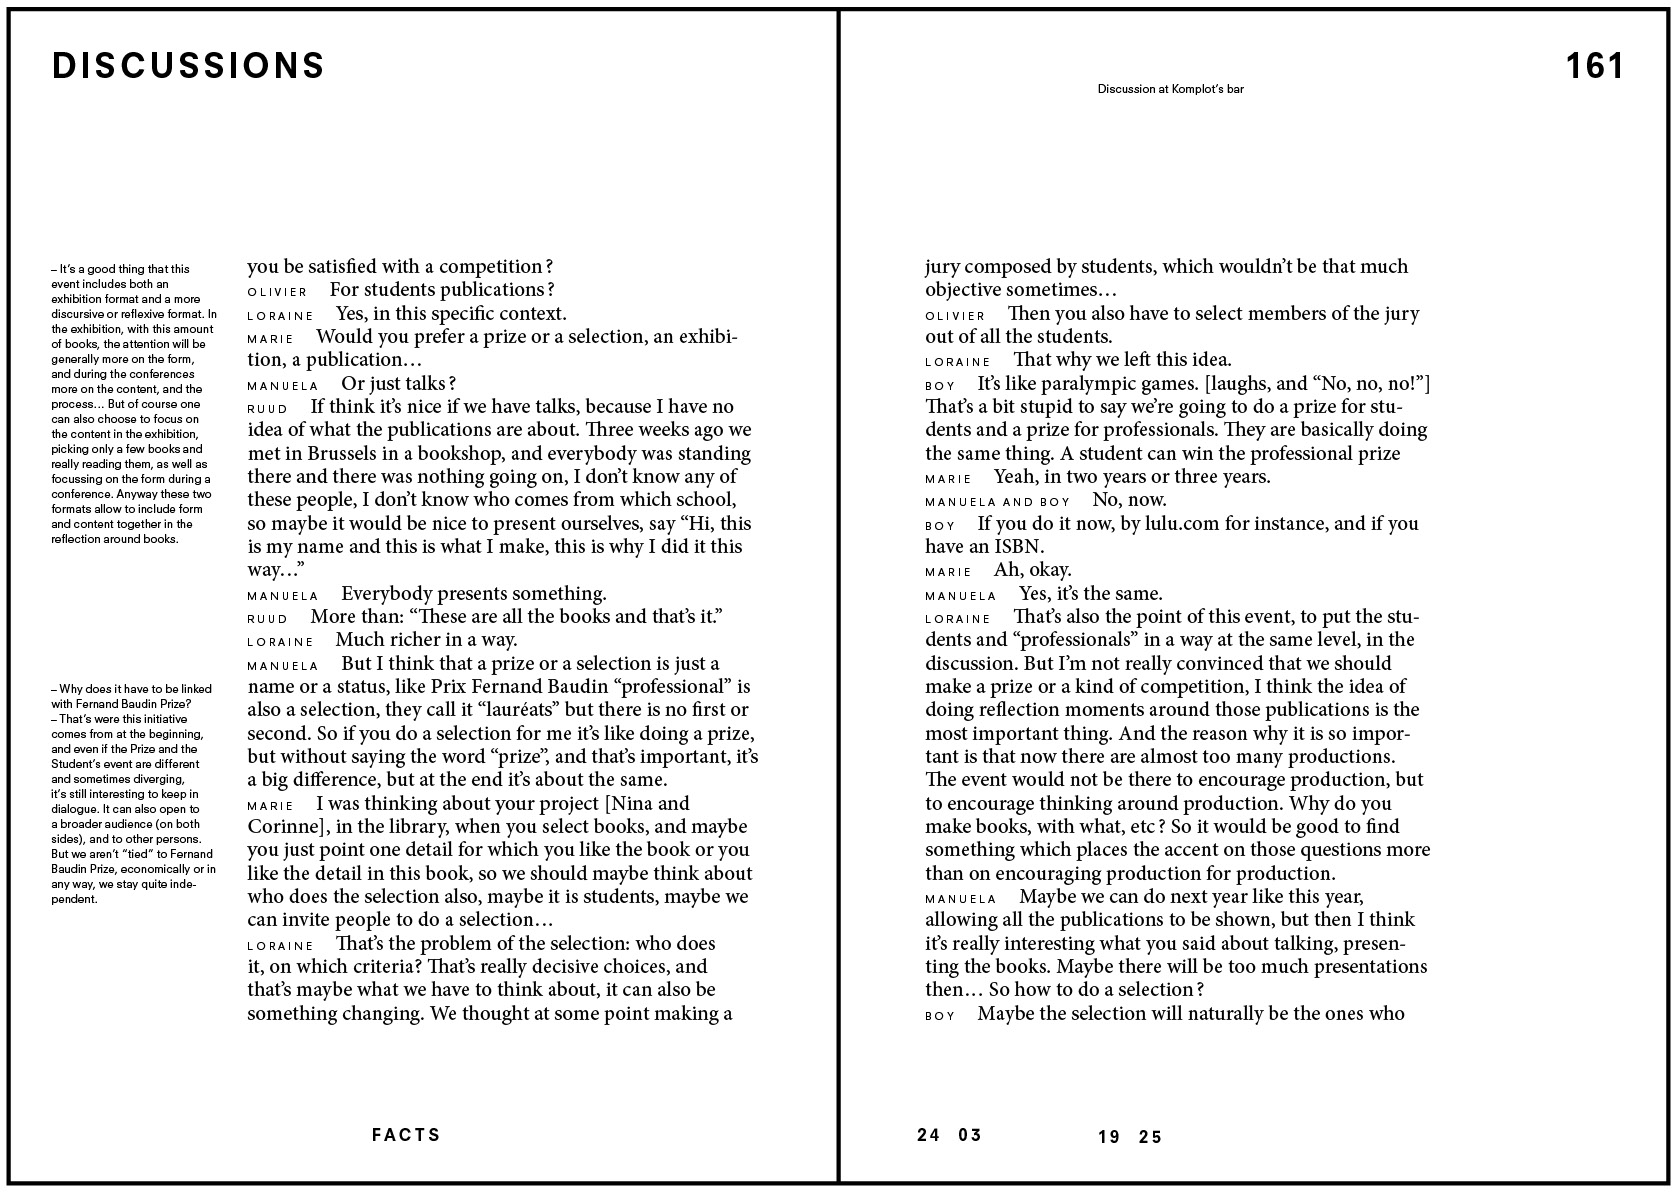 DISCUSSIONS
– It's a good thing that this
event includes both an
exhibition format and a more
discursive or reflexive format. In
the exhibition, with this amount
of books, the attention will be
generally more on the form,
and during the conferences
more on the content, and the
process… But of course one
can also choose to focus on
the content in the exhibition,
picking only a few books and
really reading them, as well as
focussing on the form during a
conference. Anyway these two
formats allow to include form
and content together in the
reflection around books.
– Why does it have to be linked
with Fernand Baudin Prize?
– That's were this initiative
comes from at the beginning,
and even if the Prize and the
Student's event are different
and sometimes diverging,
it's still interesting to keep in
dialogue. It can also open to
a broader audience (on both
sides), and to other persons.
But we aren't “tied” to Fernand
Baudin Prize, economically or in
any way, we stay quite inde-
pendent.
you be satisfied with a competition ?
OLIVIER For students publications ?
LORAINE Yes, in this specific context.
MARIE Would you prefer a prize or a selection, an exhibi-
tion, a publication…
MANUELA Or just talks ?
RUUD If think it's nice if we have talks, because I have no
idea of what the publications are about. Three weeks ago we
met in Brussels in a bookshop, and everybody was standing
there and there was nothing going on, I don't know any of
these people, I don't know who comes from which school,
so maybe it would be nice to present ourselves, say “Hi, this
is my name and this is what I make, this is why I did it this
way…”
MANUELA Everybody presents something.
RUUD More than: “These are all the books and that's it.”
LORAINE Much richer in a way.
MANUELA But I think that a prize or a selection is just a
name or a status, like Prix Fernand Baudin “professional” is
also a selection, they call it “lauréats” but there is no first or
second. So if you do a selection for me it's like doing a prize,
but without saying the word “prize”, and that's important, it's
a big difference, but at the end it's about the same.
MARIE I was thinking about your project [Nina and
Corinne], in the library, when you select books, and maybe
you just point one detail for which you like the book or you
like the detail in this book, so we should maybe think about
who does the selection also, maybe it is students, maybe we
can invite people to do a selection…
LORAINE That's the problem of the selection: who does
it, on which criteria? That's really decisive choices, and
that's maybe what we have to think about, it can also be
something changing. We thought at some point making a
FACTS
Discussion at Komplot's bar
161
jury composed by students, which wouldn't be that much
objective sometimes…
OLIVIER Then you also have to select members of the jury
out of all the students.
LORAINE That why we left this idea.
BOY It's like paralympic games. [laughs, and “No, no, no!”]
That's a bit stupid to say we're going to do a prize for stu-
dents and a prize for professionals. They are basically doing
the same thing. A student can win the professional prize
MARIE Yeah, in two years or three years.
MANUELA AND BOY No, now.
BOY If you do it now, by lulu.com for instance, and if you
have an ISBN.
MARIE Ah, okay.
MANUELA Yes, it's the same.
LORAINE That's also the point of this event, to put the stu-
dents and “professionals” in a way at the same level, in the
discussion. But I'm not really convinced that we should
make a prize or a kind of competition, I think the idea of
doing reflection moments around those publications is the
most important thing. And the reason why it is so impor-
tant is that now there are almost too many productions.
The event would not be there to encourage production, but
to encourage thinking around production. Why do you
make books, with what, etc ? So it would be good to find
something which places the accent on those questions more
than on encouraging production for production.
MANUELA Maybe we can do next year like this year,
allowing all the publications to be shown, but then I think
it's really interesting what you said about talking, presen-
ting the books. Maybe there will be too much presentations
then… So how to do a selection ?
BOY Maybe the selection will naturally be the ones who
24 03 19 25